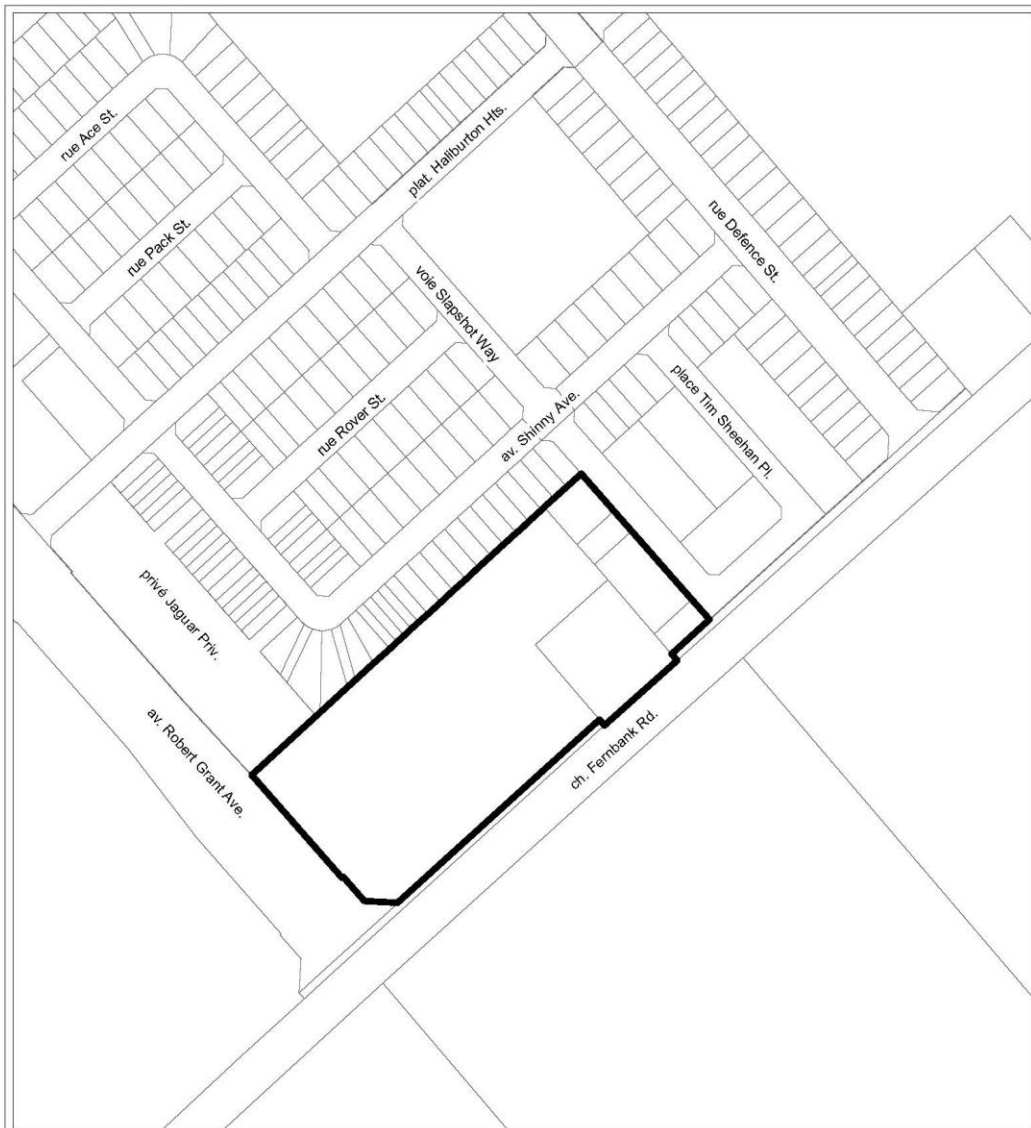 rue Ace St.
plat. Haliburton Hts.
rue Pack St.
rue Defence St.
voie Slapshot Way
place Tim Sheehan Pl.
rue Rover St.
av. Shinny Ave.
privé Jaguar Priv.
av. Robert Grant Ave.
ch. Fernbank Rd.